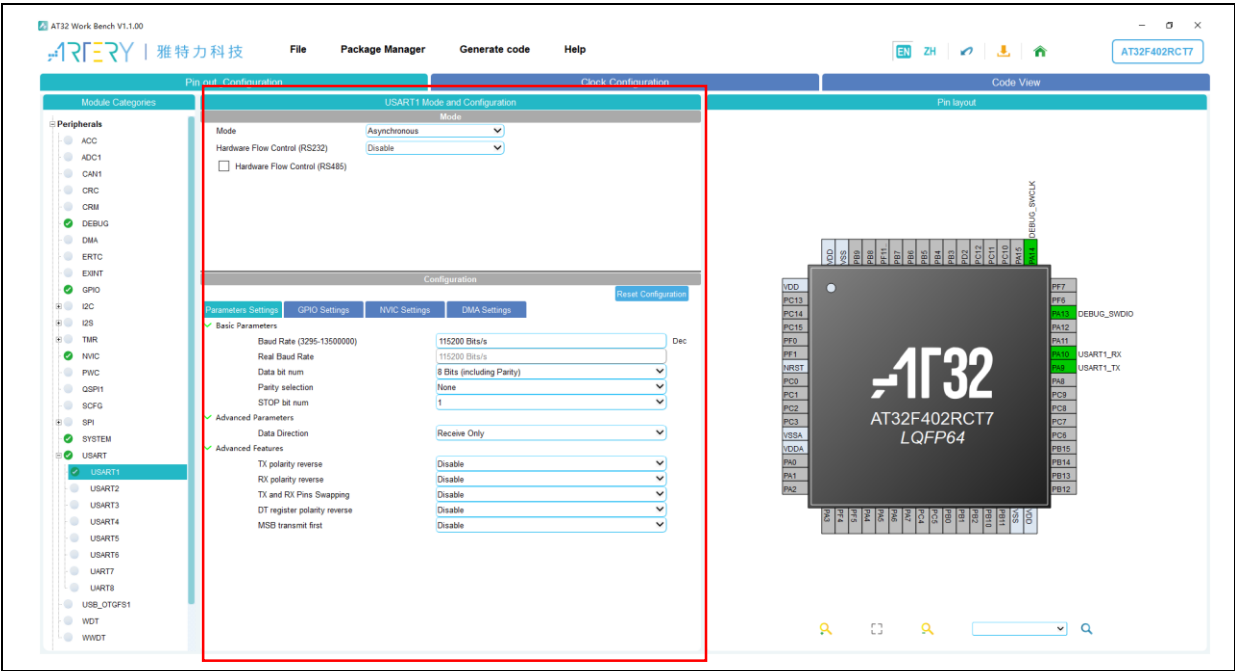 AT32 Work Bench V1.1.00
ARTERY 雅特力科技 File Package Manager Generate code Help EN ZH AT32F402RCT7
Pin out Configuration Clock Configuration Code View
Module Categories
Peripherals
ACC
ADC1
CAN1
CRC
CRM
DEBUG
DMA
ERTC
EXINT
GPIO
I2C
I2S
TMR
NVIC
PWC
QSPI1
SCFG
SPI
SYSTEM
USART
USART1
USART2
USART3
USART4
USART5
USART6
UART7
UART8
USB_OTGFS1
WDT
WWDT
USART1 Mode and Configuration
Mode
Mode Asynchronous
Hardware Flow Control (RS232) Disable
Hardware Flow Control (RS485)
Configuration
Reset Configuration
Parameters Settings GPIO Settings NVIC Settings DMA Settings
Basic Parameters
Baud Rate (3295-13500000) 115200 Bits/s Dec
Real Baud Rate 115200 Bits/s
Data bit num 8 Bits (including Parity)
Parity selection None
STOP bit num 1
Advanced Parameters
Data Direction Receive Only
Advanced Features
TX polarity reverse Disable
RX polarity reverse Disable
TX and RX Pins Swapping Disable
DT register polarity reverse Disable
MSB transmit first Disable
Pin layout
DEBUG_SWCLK
VDD VSS PB9 PB8 PF11 PB7 PB6 PB5 PB4 PB3 PD2 PC12 PC11 PC10 PA15 PA14
VDD
PC13
PC14
PC15
PF0
PF1
NRST
PC0
PC1
PC2
PC3
VSSA
VDDA
PA0
PA1
PA2
AT32
AT32F402RCT7
LQFP64
PF7
PF6
PA13 DEBUG_SWDIO
PA12
PA11
PA10 USART1_RX
PA9 USART1_TX
PA8
PC9
PC8
PC7
PC6
PB15
PB14
PB13
PB12
PA3 PF4 PF5 PA4 PA5 PA6 PA7 PC4 PC5 PB0 PB1 PB2 PB10 PB11 VSS VDD